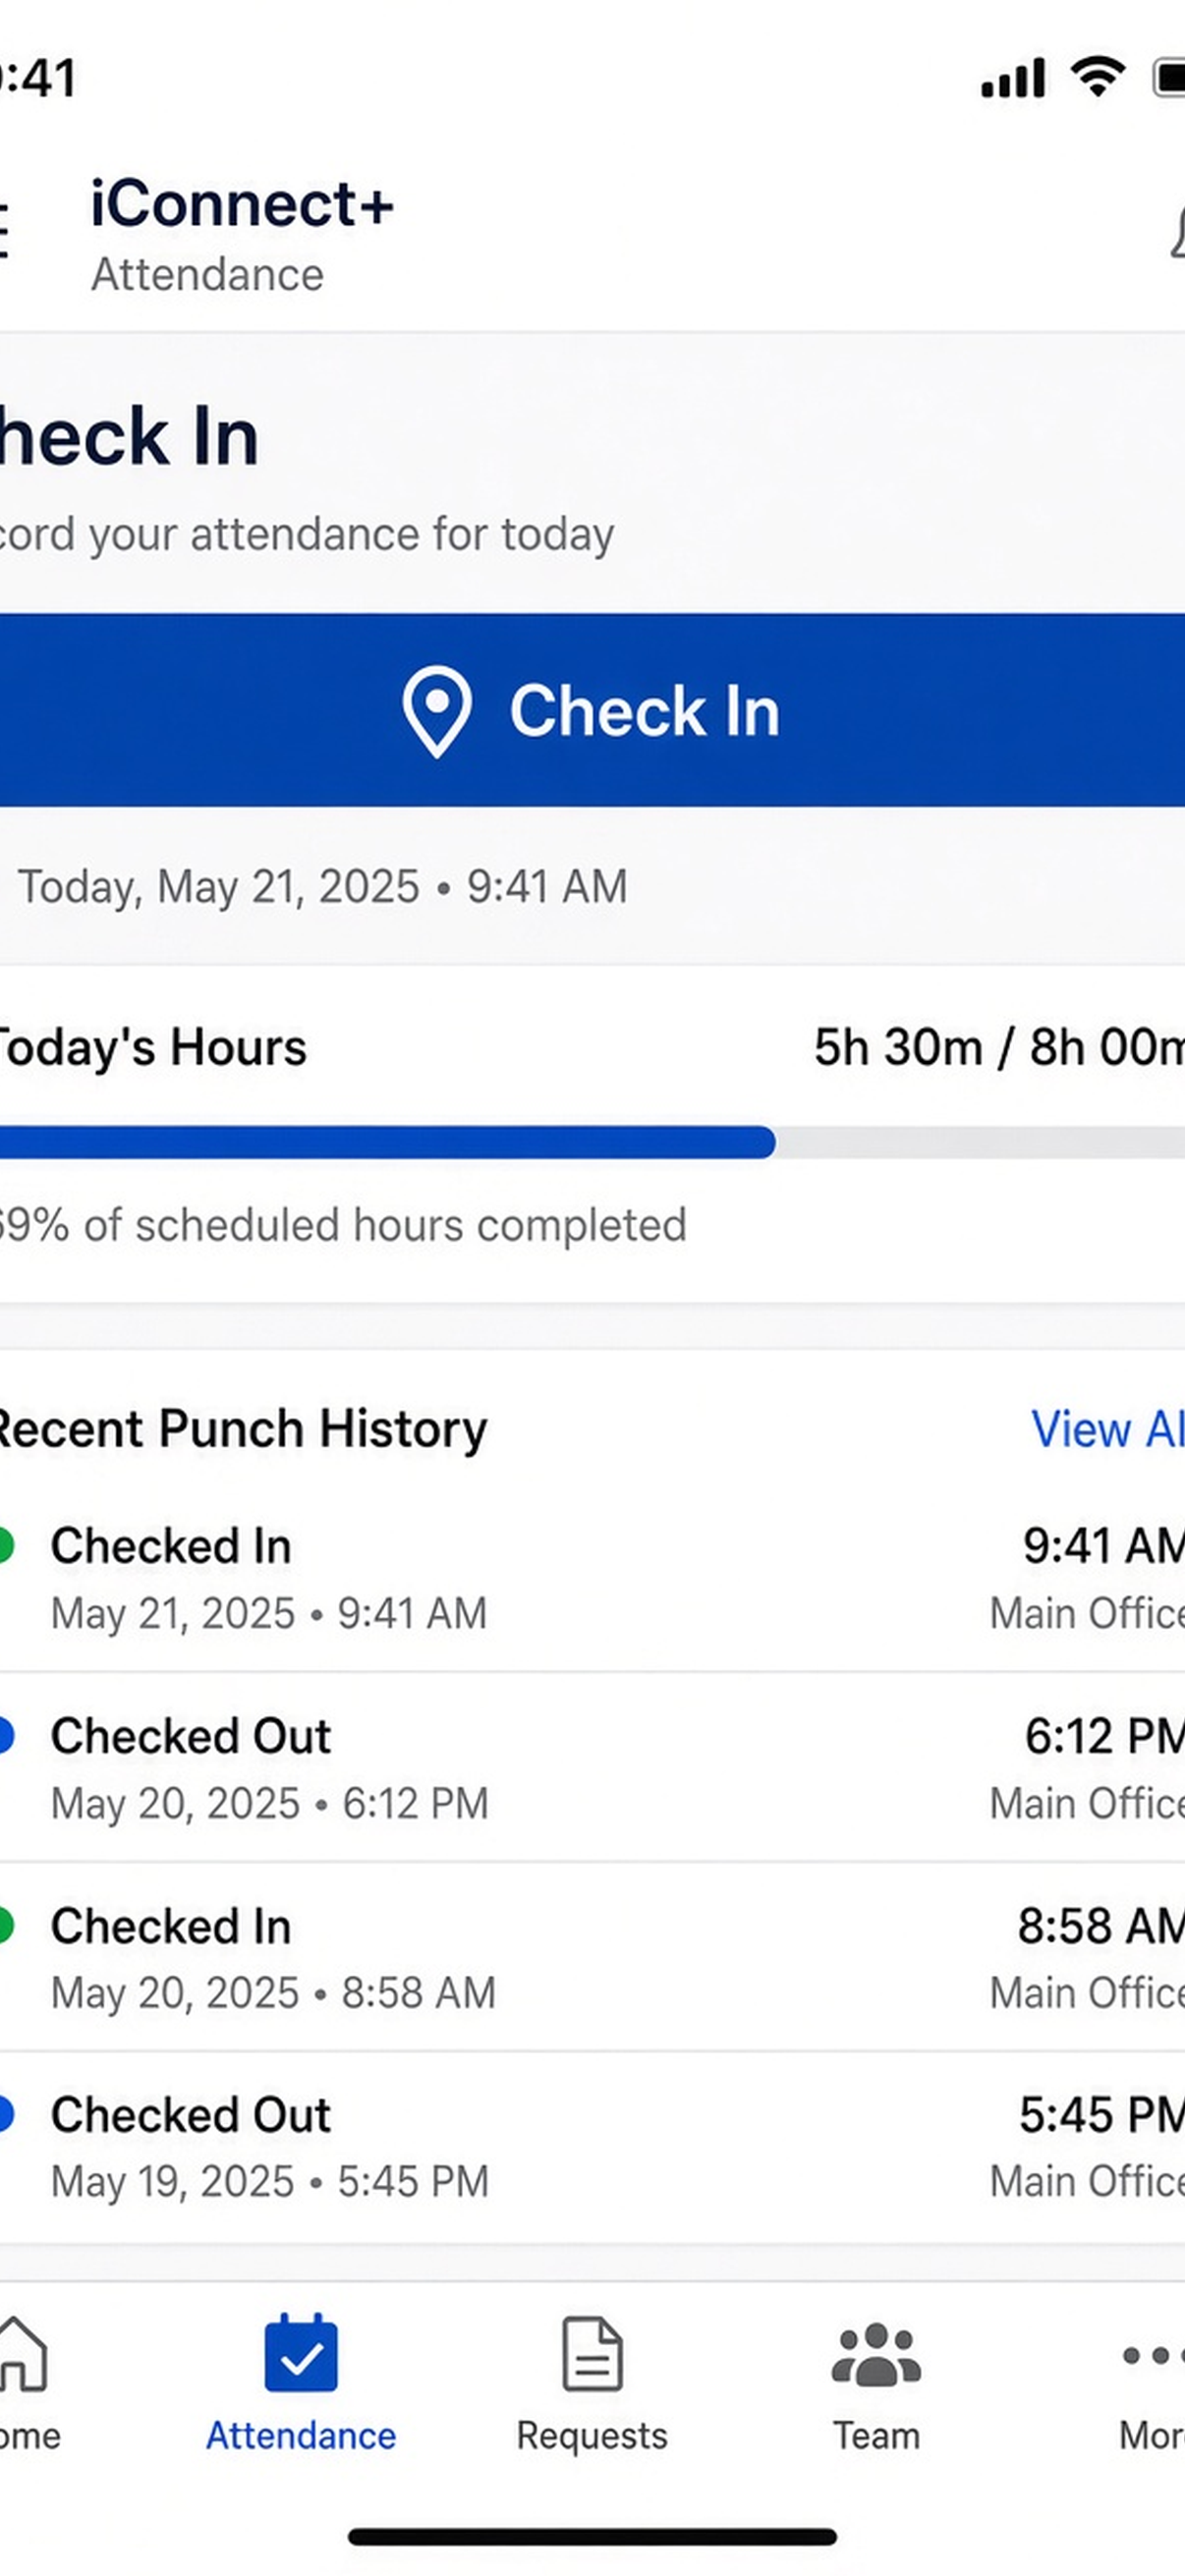 :41
iConnect+
Attendance
heck In
cord your attendance for today
Check In
Today, May 21, 2025 • 9:41 AM
Today's Hours
5h 30m / 8h 00m
69% of scheduled hours completed
Recent Punch History
View All
Checked In
9:41 AM
May 21, 2025 • 9:41 AM
Main Office
Checked Out
6:12 PM
May 20, 2025 • 6:12 PM
Main Office
Checked In
8:58 AM
May 20, 2025 • 8:58 AM
Main Office
Checked Out
5:45 PM
May 19, 2025 • 5:45 PM
Main Office
ome
Attendance
Requests
Team
More